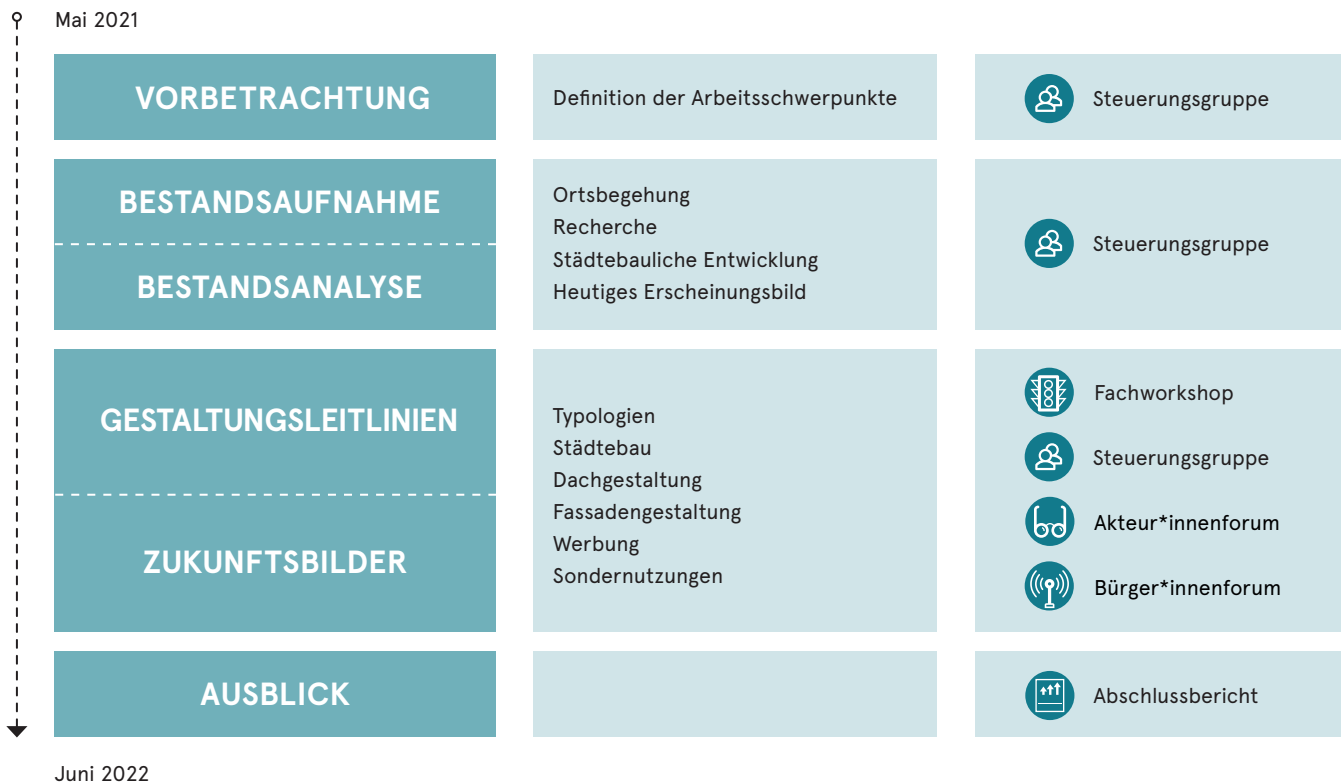 Mai 2021
VORBETRACHTUNG
Definition der Arbeitsschwerpunkte
Steuerungsgruppe
BESTANDSAUFNAHME
BESTANDSANALYSE
Ortsbegehung
Recherche
Städtebauliche Entwicklung
Heutiges Erscheinungsbild
Steuerungsgruppe
GESTALTUNGSLEITLINIEN
ZUKUNFTSBILDER
Typologien
Städtebau
Dachgestaltung
Fassadengestaltung
Werbung
Sondernutzungen
Fachworkshop
Steuerungsgruppe
Akteur*innenforum
Bürger*innenforum
AUSBLICK
Abschlussbericht
Juni 2022